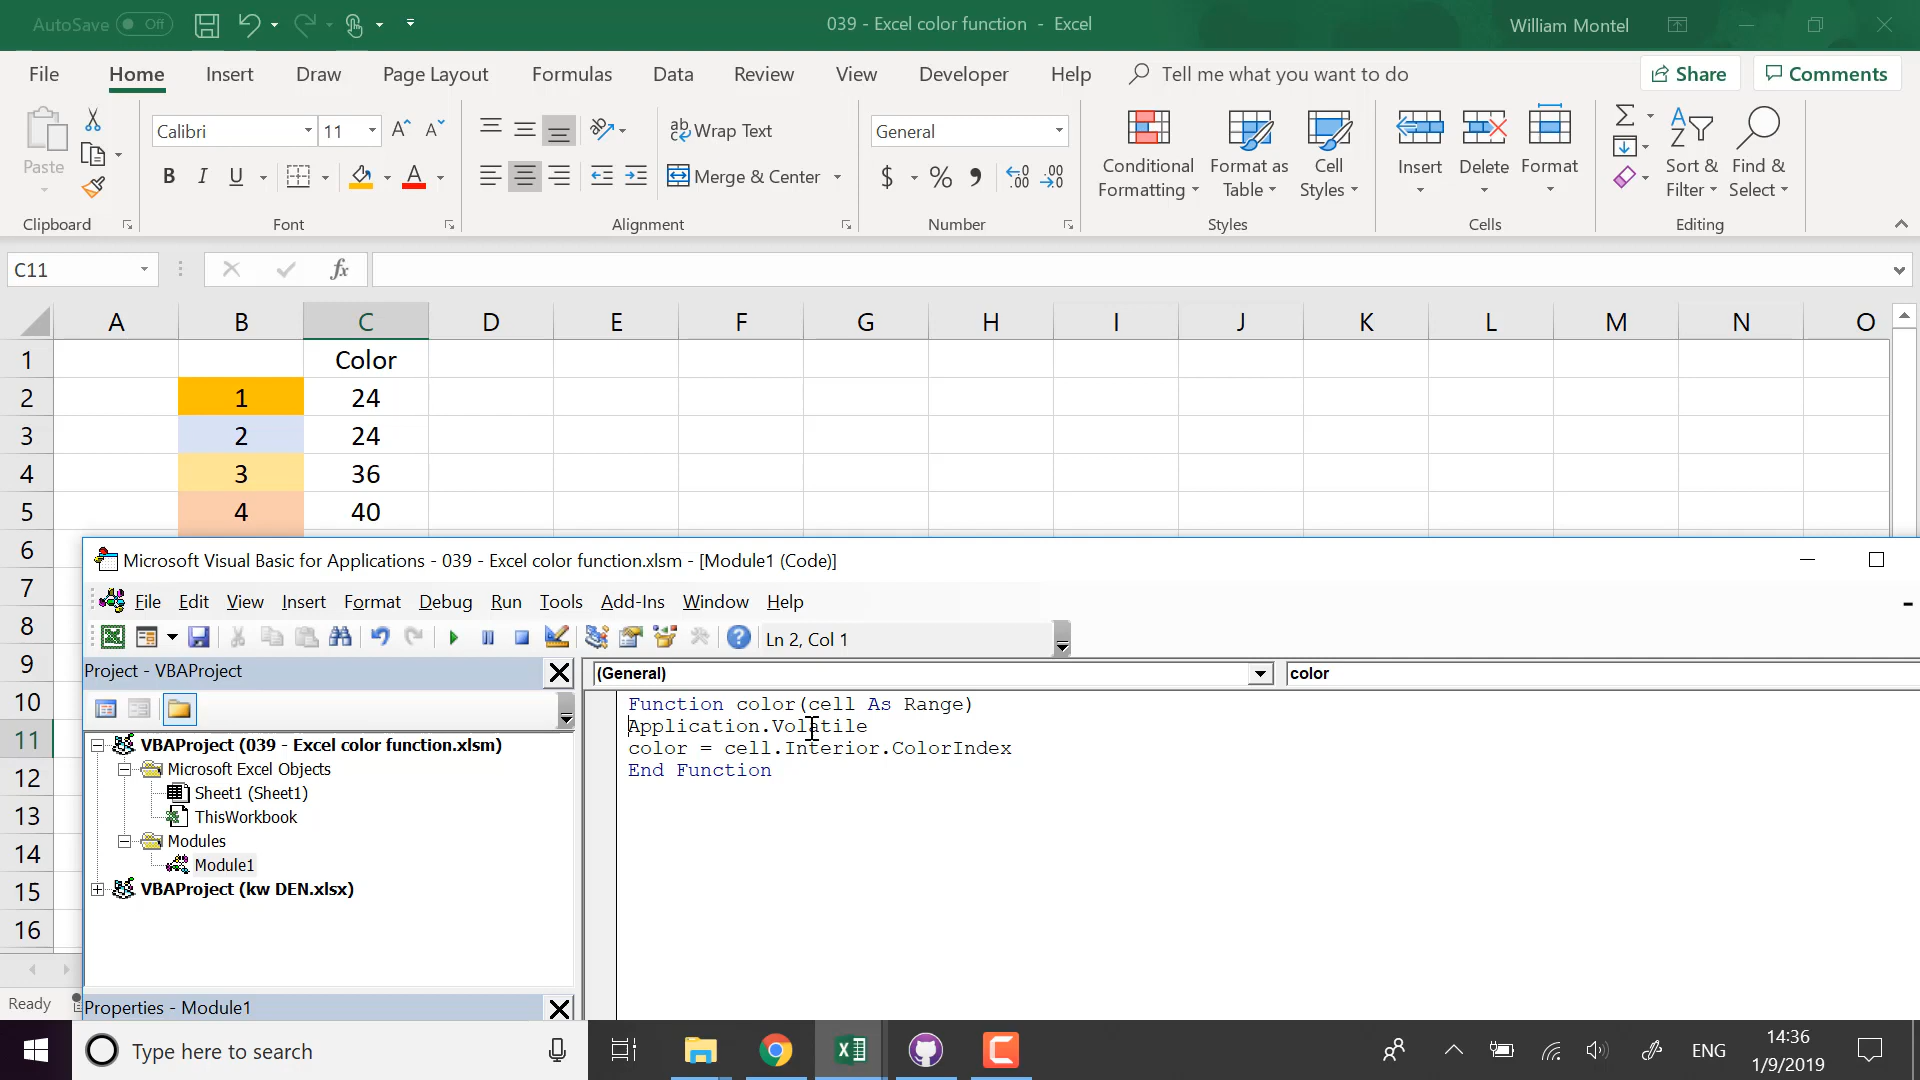 AutoSave Off
039 - Excel color function - Excel
William Montel
File Home Insert Draw Page Layout Formulas Data Review View Developer Help Tell me what you want to do
Share Comments
Paste
Clipboard
Calibri 11
B I U A
Font
ab Wrap Text
Merge & Center
Alignment
General
$ % , .00
Number
Conditional Formatting
Format as Table
Cell Styles
Styles
Insert Delete Format
Cells
Sort & Filter
Find & Select
Editing
C11 fx
A B C D E F G H I J K L M N O
1 Color
2 1 24
3 2 24
4 3 36
5 4 40
6
7
8
9
10
11
12
13
14
15
16
Microsoft Visual Basic for Applications - 039 - Excel color function.xlsm - [Module1 (Code)]
File Edit View Insert Format Debug Run Tools Add-Ins Window Help
Ln 2, Col 1
Project - VBAProject
(General) color
Function color(cell As Range)
Application.Volatile
color = cell.Interior.ColorIndex
End Function
VBAProject (039 - Excel color function.xlsm)
Microsoft Excel Objects
Sheet1 (Sheet1)
ThisWorkbook
Modules
Module1
VBAProject (kw DEN.xlsx)
Properties - Module1
Ready
Type here to search
ENG
14:36
1/9/2019